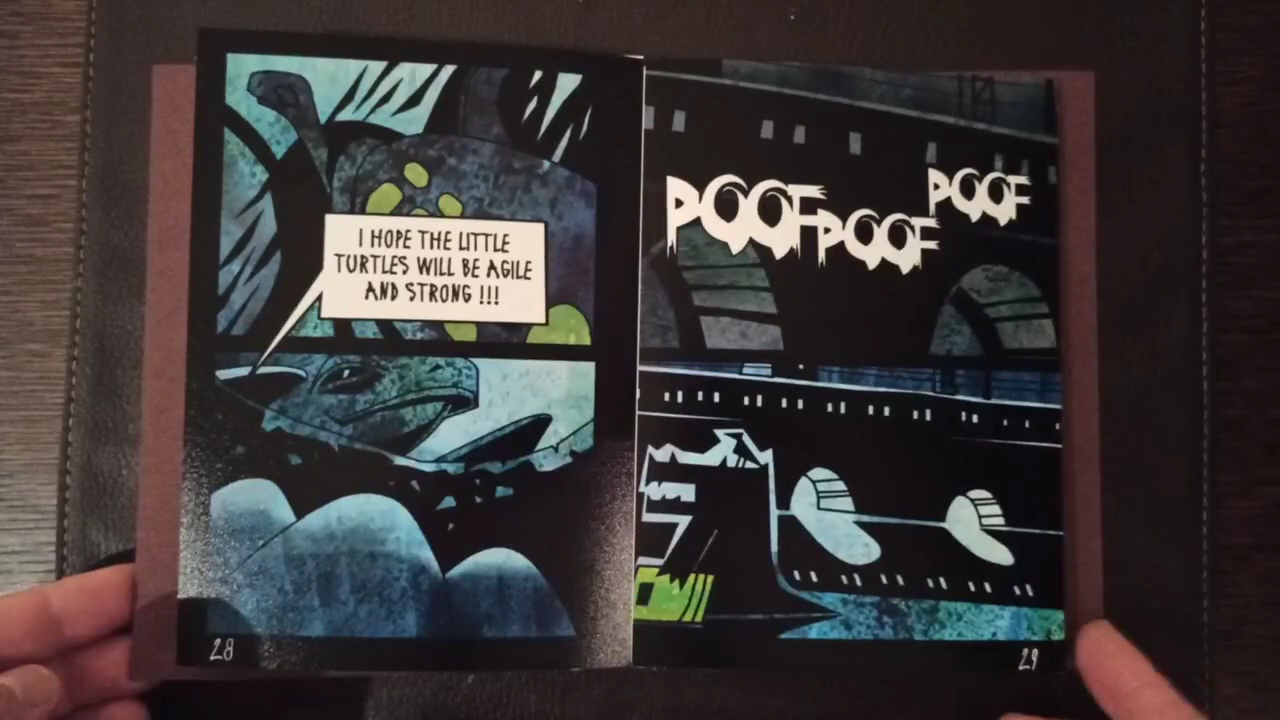 I HOPE THE LITTLE
TURTLES WILL BE AGILE
AND STRONG !!!
28
POOF
POOF
POOF
29